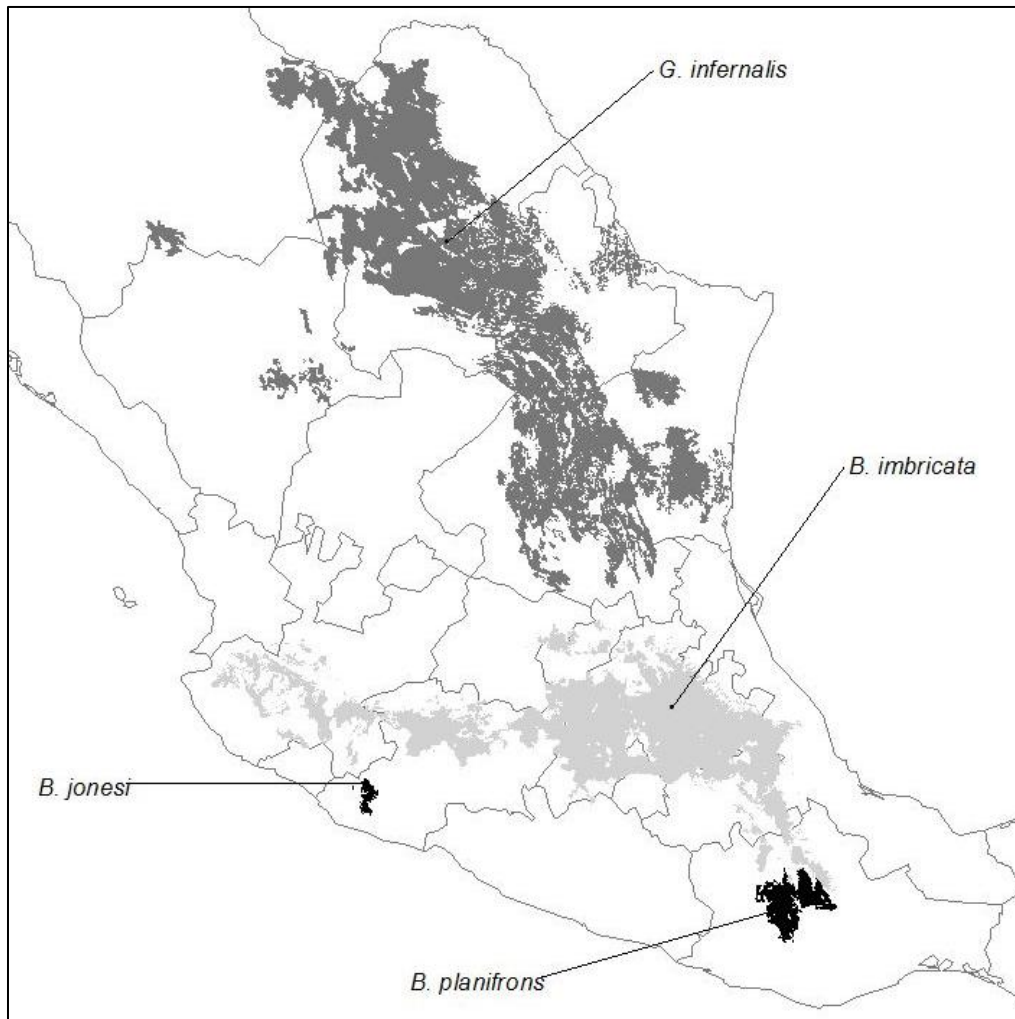 G. infernalis
B. imbricata
B. jonesi
B. planifrons